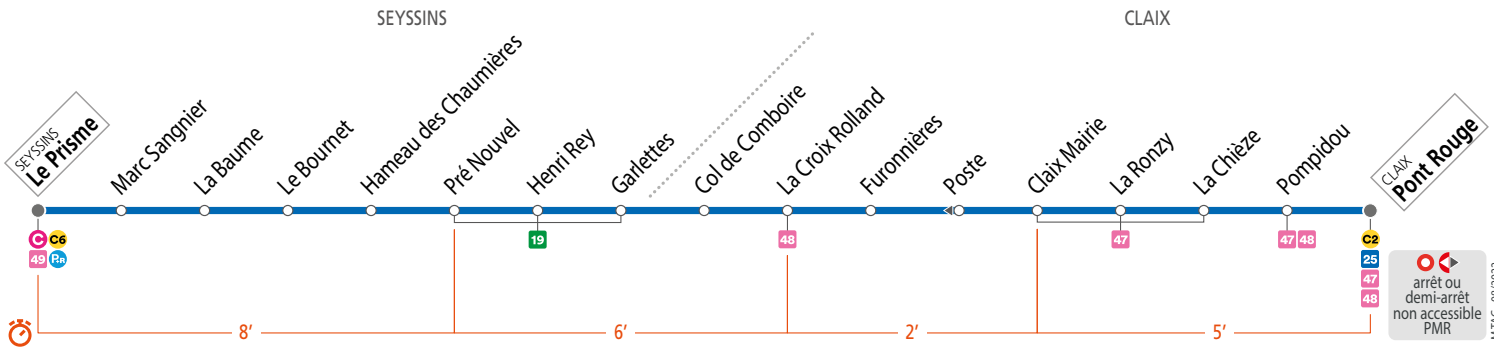 SEYSSINS
CLAIX
SEYSSINS
Le Prisme
Marc Sangnier
La Baume
Le Bournet
Hameau des Chaumières
Pré Nouvel
Henri Rey
Garlettes
Col de Comboire
La Croix Rolland
Furonnières
Poste
Claix Mairie
La Ronzy
La Chièze
Pompidou
CLAIX
Pont Rouge
C C6
49 P+R
19
48
47
47 48
C2
25
47
48
8’
6’
2’
5’
arrêt ou
demi-arrêt
non accessible
PMR